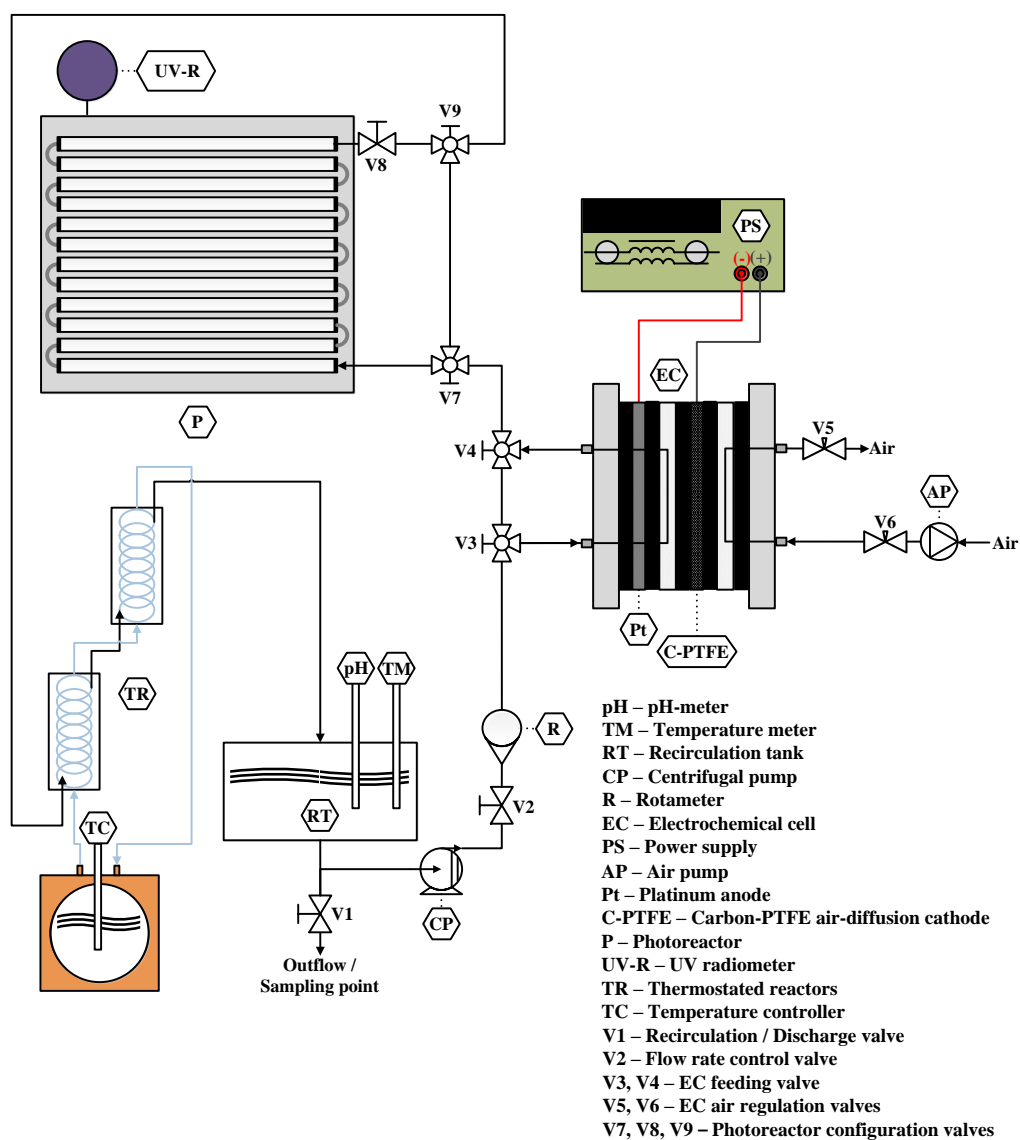 UV-R
V9
V8
PS
(-)
(+)
V7
EC
P
V4
V5
Air
AP
V3
V6
Air
Pt
C-PTFE
pH
TM
TR
R
RT
V2
TC
V1
CP
Outflow /
Sampling point
pH – pH-meter
TM – Temperature meter
RT – Recirculation tank
CP – Centrifugal pump
R – Rotameter
EC – Electrochemical cell
PS – Power supply
AP – Air pump
Pt – Platinum anode
C-PTFE – Carbon-PTFE air-diffusion cathode
P – Photoreactor
UV-R – UV radiometer
TR – Thermostated reactors
TC – Temperature controller
V1 – Recirculation / Discharge valve
V2 – Flow rate control valve
V3, V4 – EC feeding valve
V5, V6 – EC air regulation valves
V7, V8, V9 – Photoreactor configuration valves